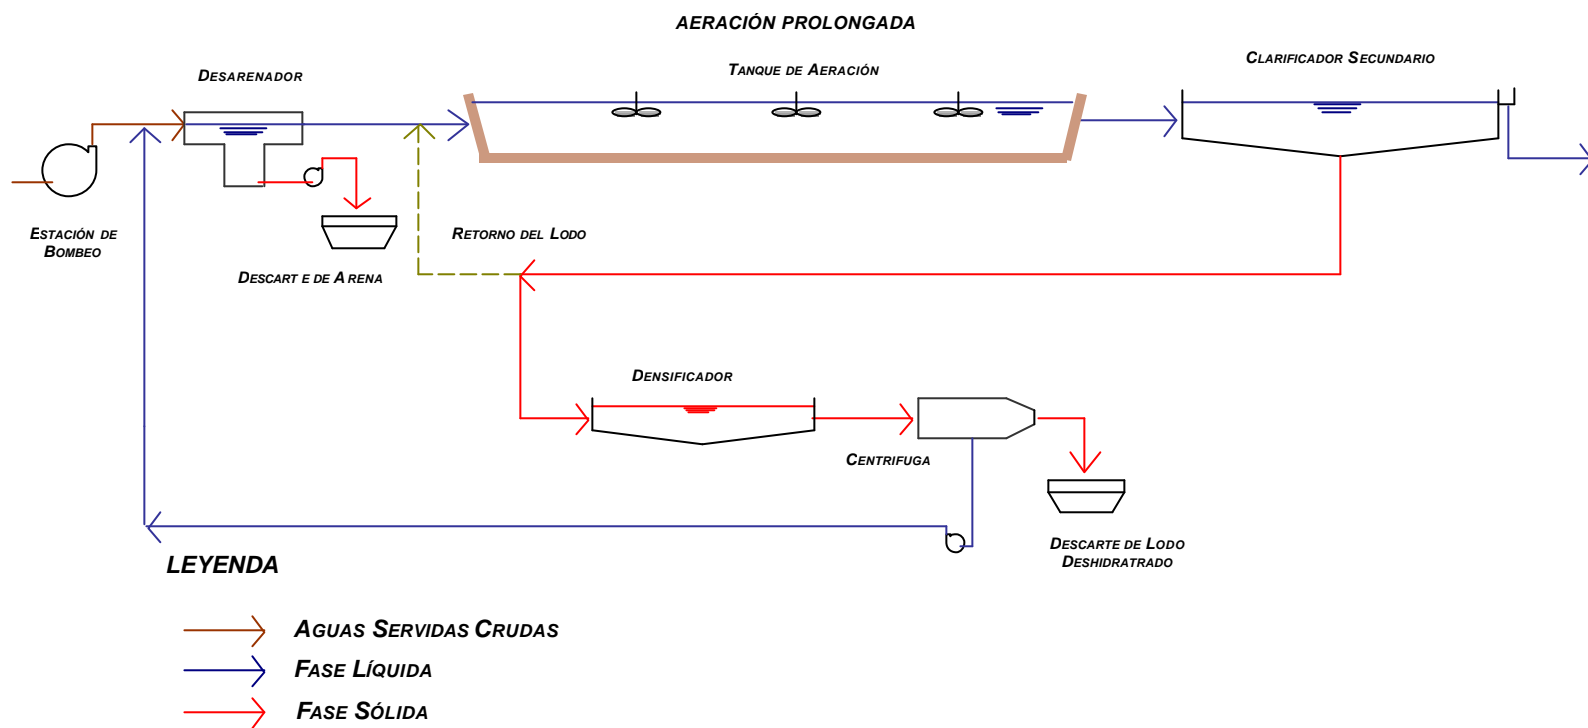 AERACIÓN PROLONGADA
DESARENADOR
TANQUE DE AERACIÓN
CLARIFICADOR SECUNDARIO
ESTACIÓN DE
BOMBEO
RETORNO DEL LODO
DESCART E DE A RENA
DENSIFICADOR
CENTRIFUGA
DESCARTE DE LODO
DESHIDRATRADO
LEYENDA
AGUAS SERVIDAS CRUDAS
FASE LÍQUIDA
FASE SÓLIDA